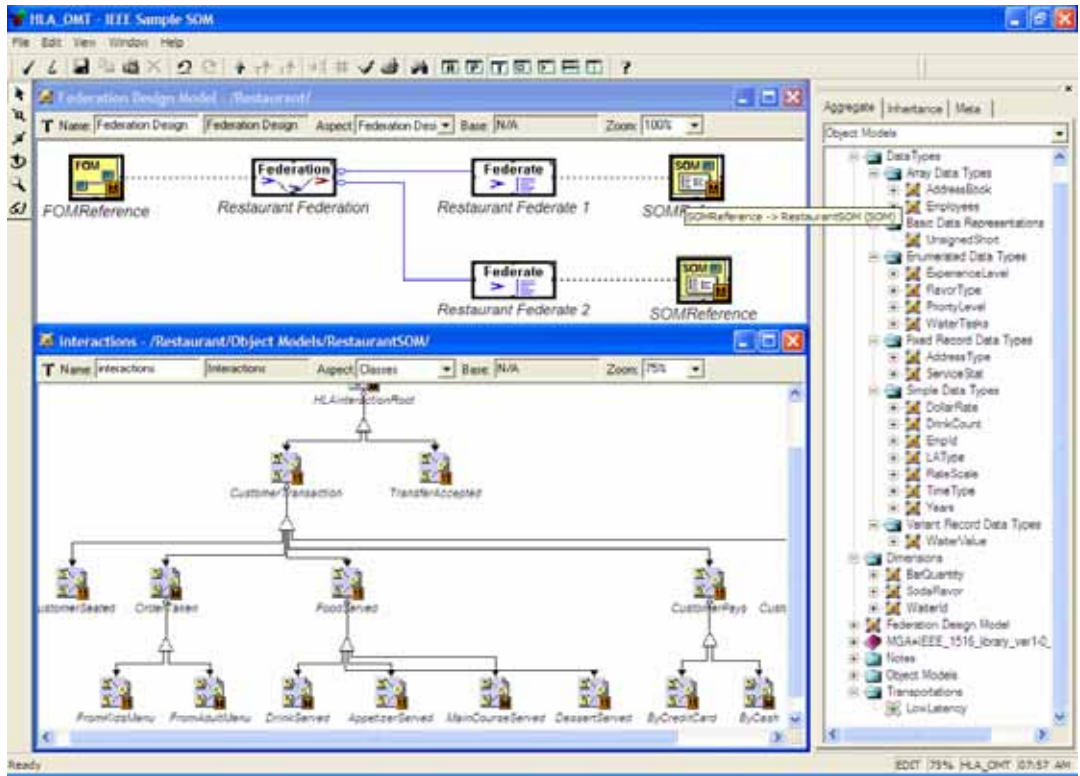 HLA_OMT - IEEE Sample SOM
File Edit View Window Help
Federation Design Model - /Restaurant/
Name: Federation Design Federation Design Aspect: Federation Desi Base: N/A Zoom: 100%
FOM
FOMReference
Federation
Restaurant Federation
Federate
Restaurant Federate 1
SOM
SOMReference -> RestaurantSOM (SOM)
Federate
Restaurant Federate 2
SOM
SOMReference
Interactions - /Restaurant/Object Models/RestaurantSOM/
Name: Interactions Interactions Aspect: Classes Base: N/A Zoom: 75%
HLAinteractionRoot
CustomerTransaction TransferAccepted
ustomerSeated OrderTaken FoodServed CustomerPays Cust
FromKidsMenu FromAdultMenu DrinkServed AppetizerServed MainCourseServed DessertServed ByCreditCard ByCash
Aggregate Inheritance Meta
Object Models
DataTypes
Array Data Types
AddressBook
Employees
Basic Data Representations
UnsignedShort
Enumerated Data Types
ExperienceLevel
FlavorType
PriorityLevel
WaiterTasks
Fixed Record Data Types
AddressType
ServiceStat
Simple Data Types
DollarRate
DrinkCount
EmpId
LAType
RateScale
TimeType
Years
Variant Record Data Types
WaiterValue
Dimensions
BarQuantity
SodaFlavor
WaiterId
Federation Design Model
MGA=IEEE_1516_library_ver1-0_
Notes
Object Models
Transportations
LowLatency
Ready
EDIT 75% HLA_OMT 07:57 AM